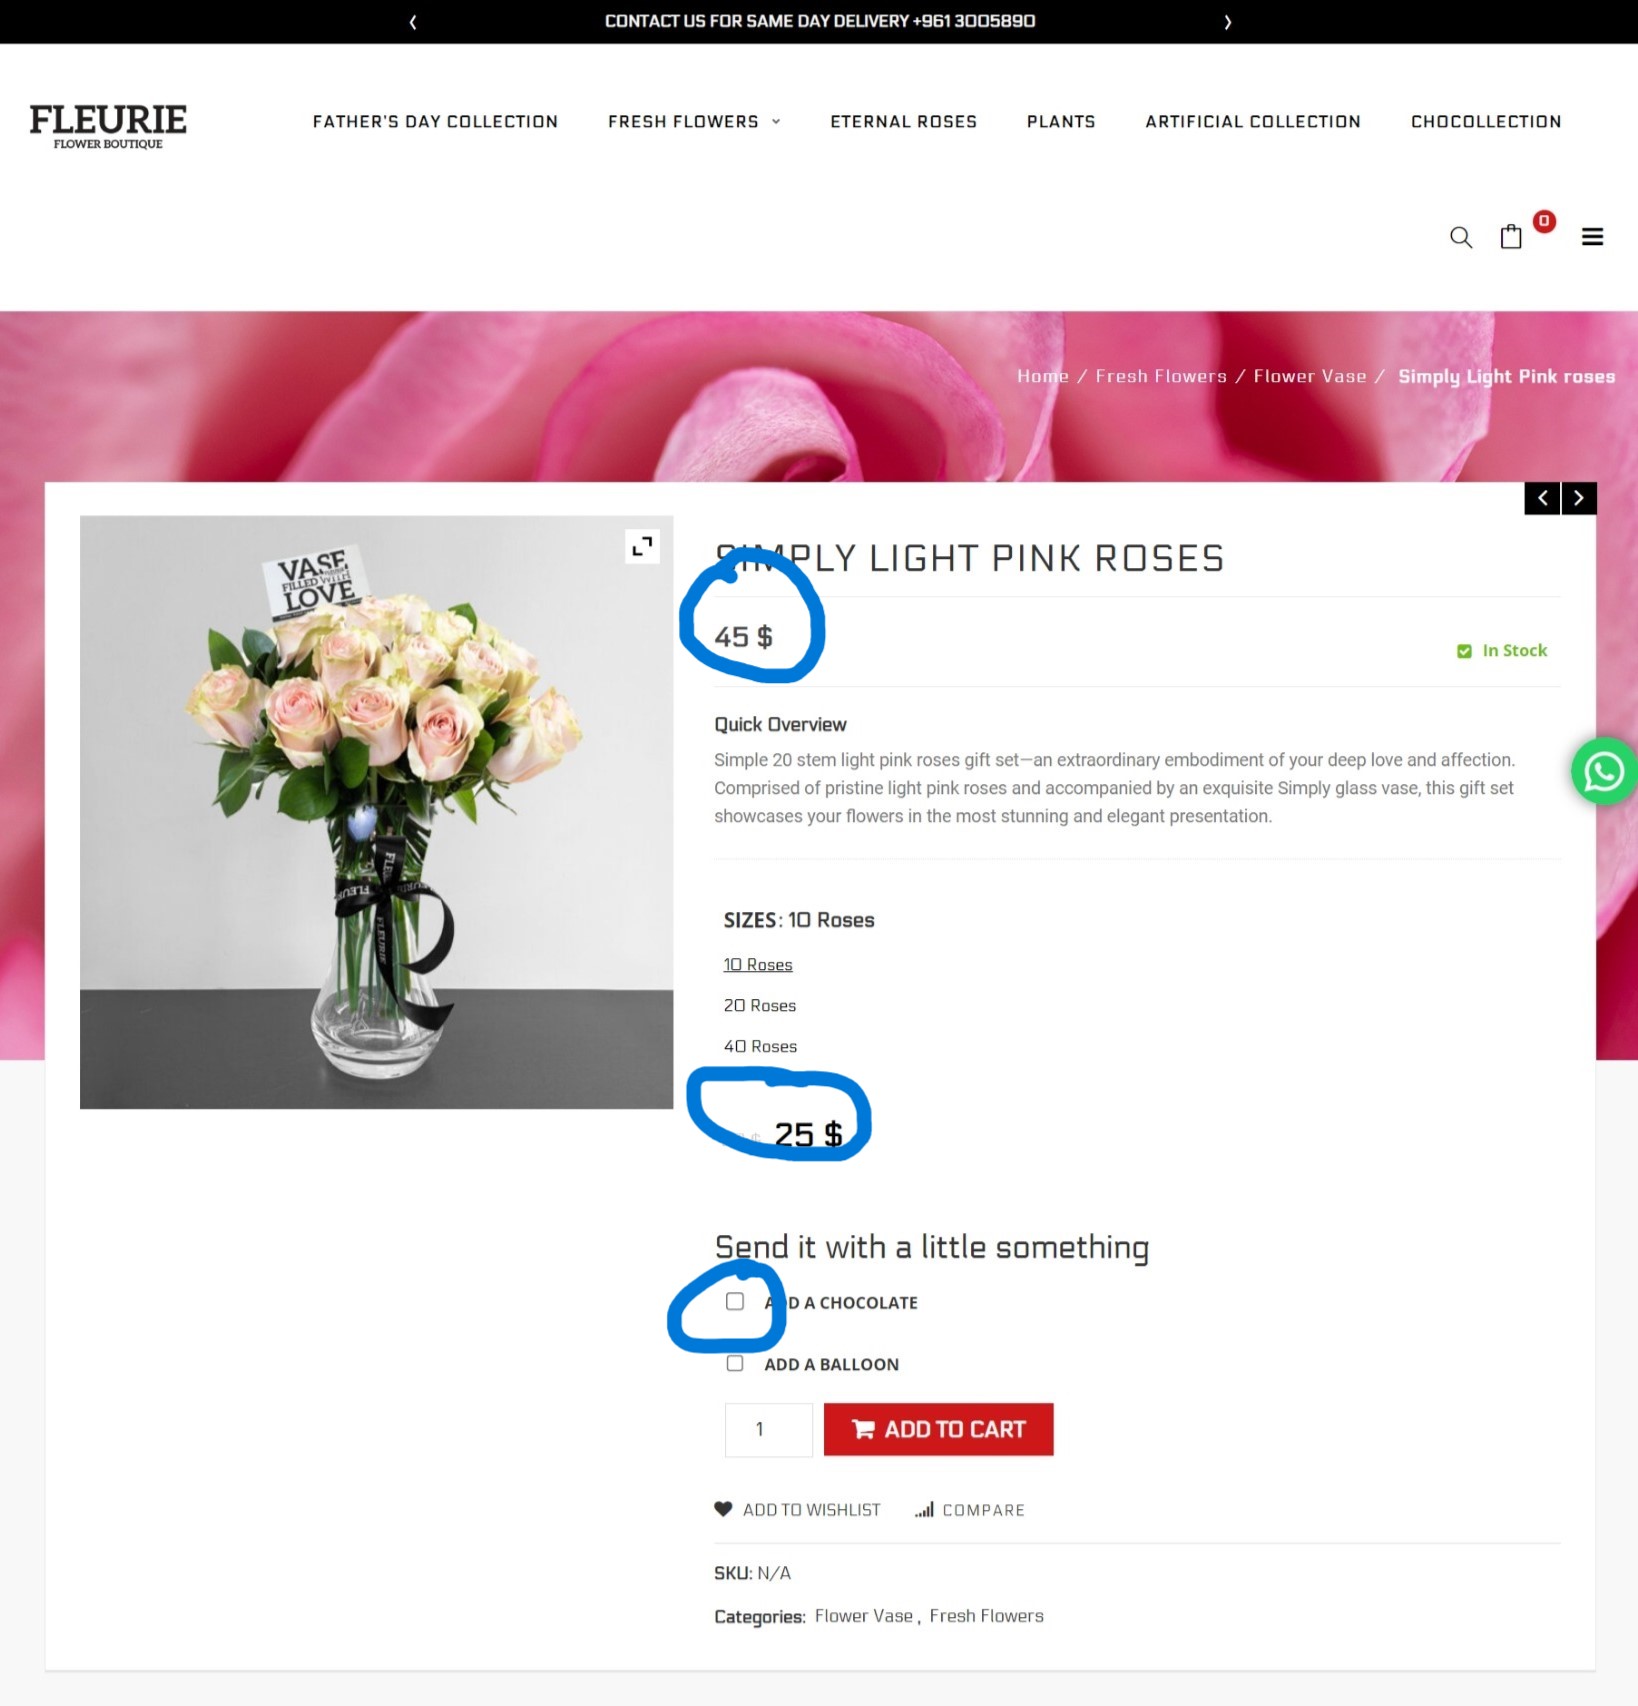 CONTACT US FOR SAME DAY DELIVERY +961 3005890
FLEURIE
FLOWER BOUTIQUE
FATHER'S DAY COLLECTION
FRESH FLOWERS
ETERNAL ROSES
PLANTS
ARTIFICIAL COLLECTION
CHOCOLLECTION
0
Home / Fresh Flowers / Flower Vase / Simply Light Pink roses
VASE
FILLED WITH
LOVE
FLEURIE
SIMPLY LIGHT PINK ROSES
45 $
In Stock
Quick Overview
Simple 20 stem light pink roses gift set—an extraordinary embodiment of your deep love and affection.
Comprised of pristine light pink roses and accompanied by an exquisite Simply glass vase, this gift set
showcases your flowers in the most stunning and elegant presentation.
SIZES: 10 Roses
10 Roses
20 Roses
40 Roses
25 $
Send it with a little something
ADD A CHOCOLATE
ADD A BALLOON
1
ADD TO CART
ADD TO WISHLIST
COMPARE
SKU: N/A
Categories: Flower Vase , Fresh Flowers